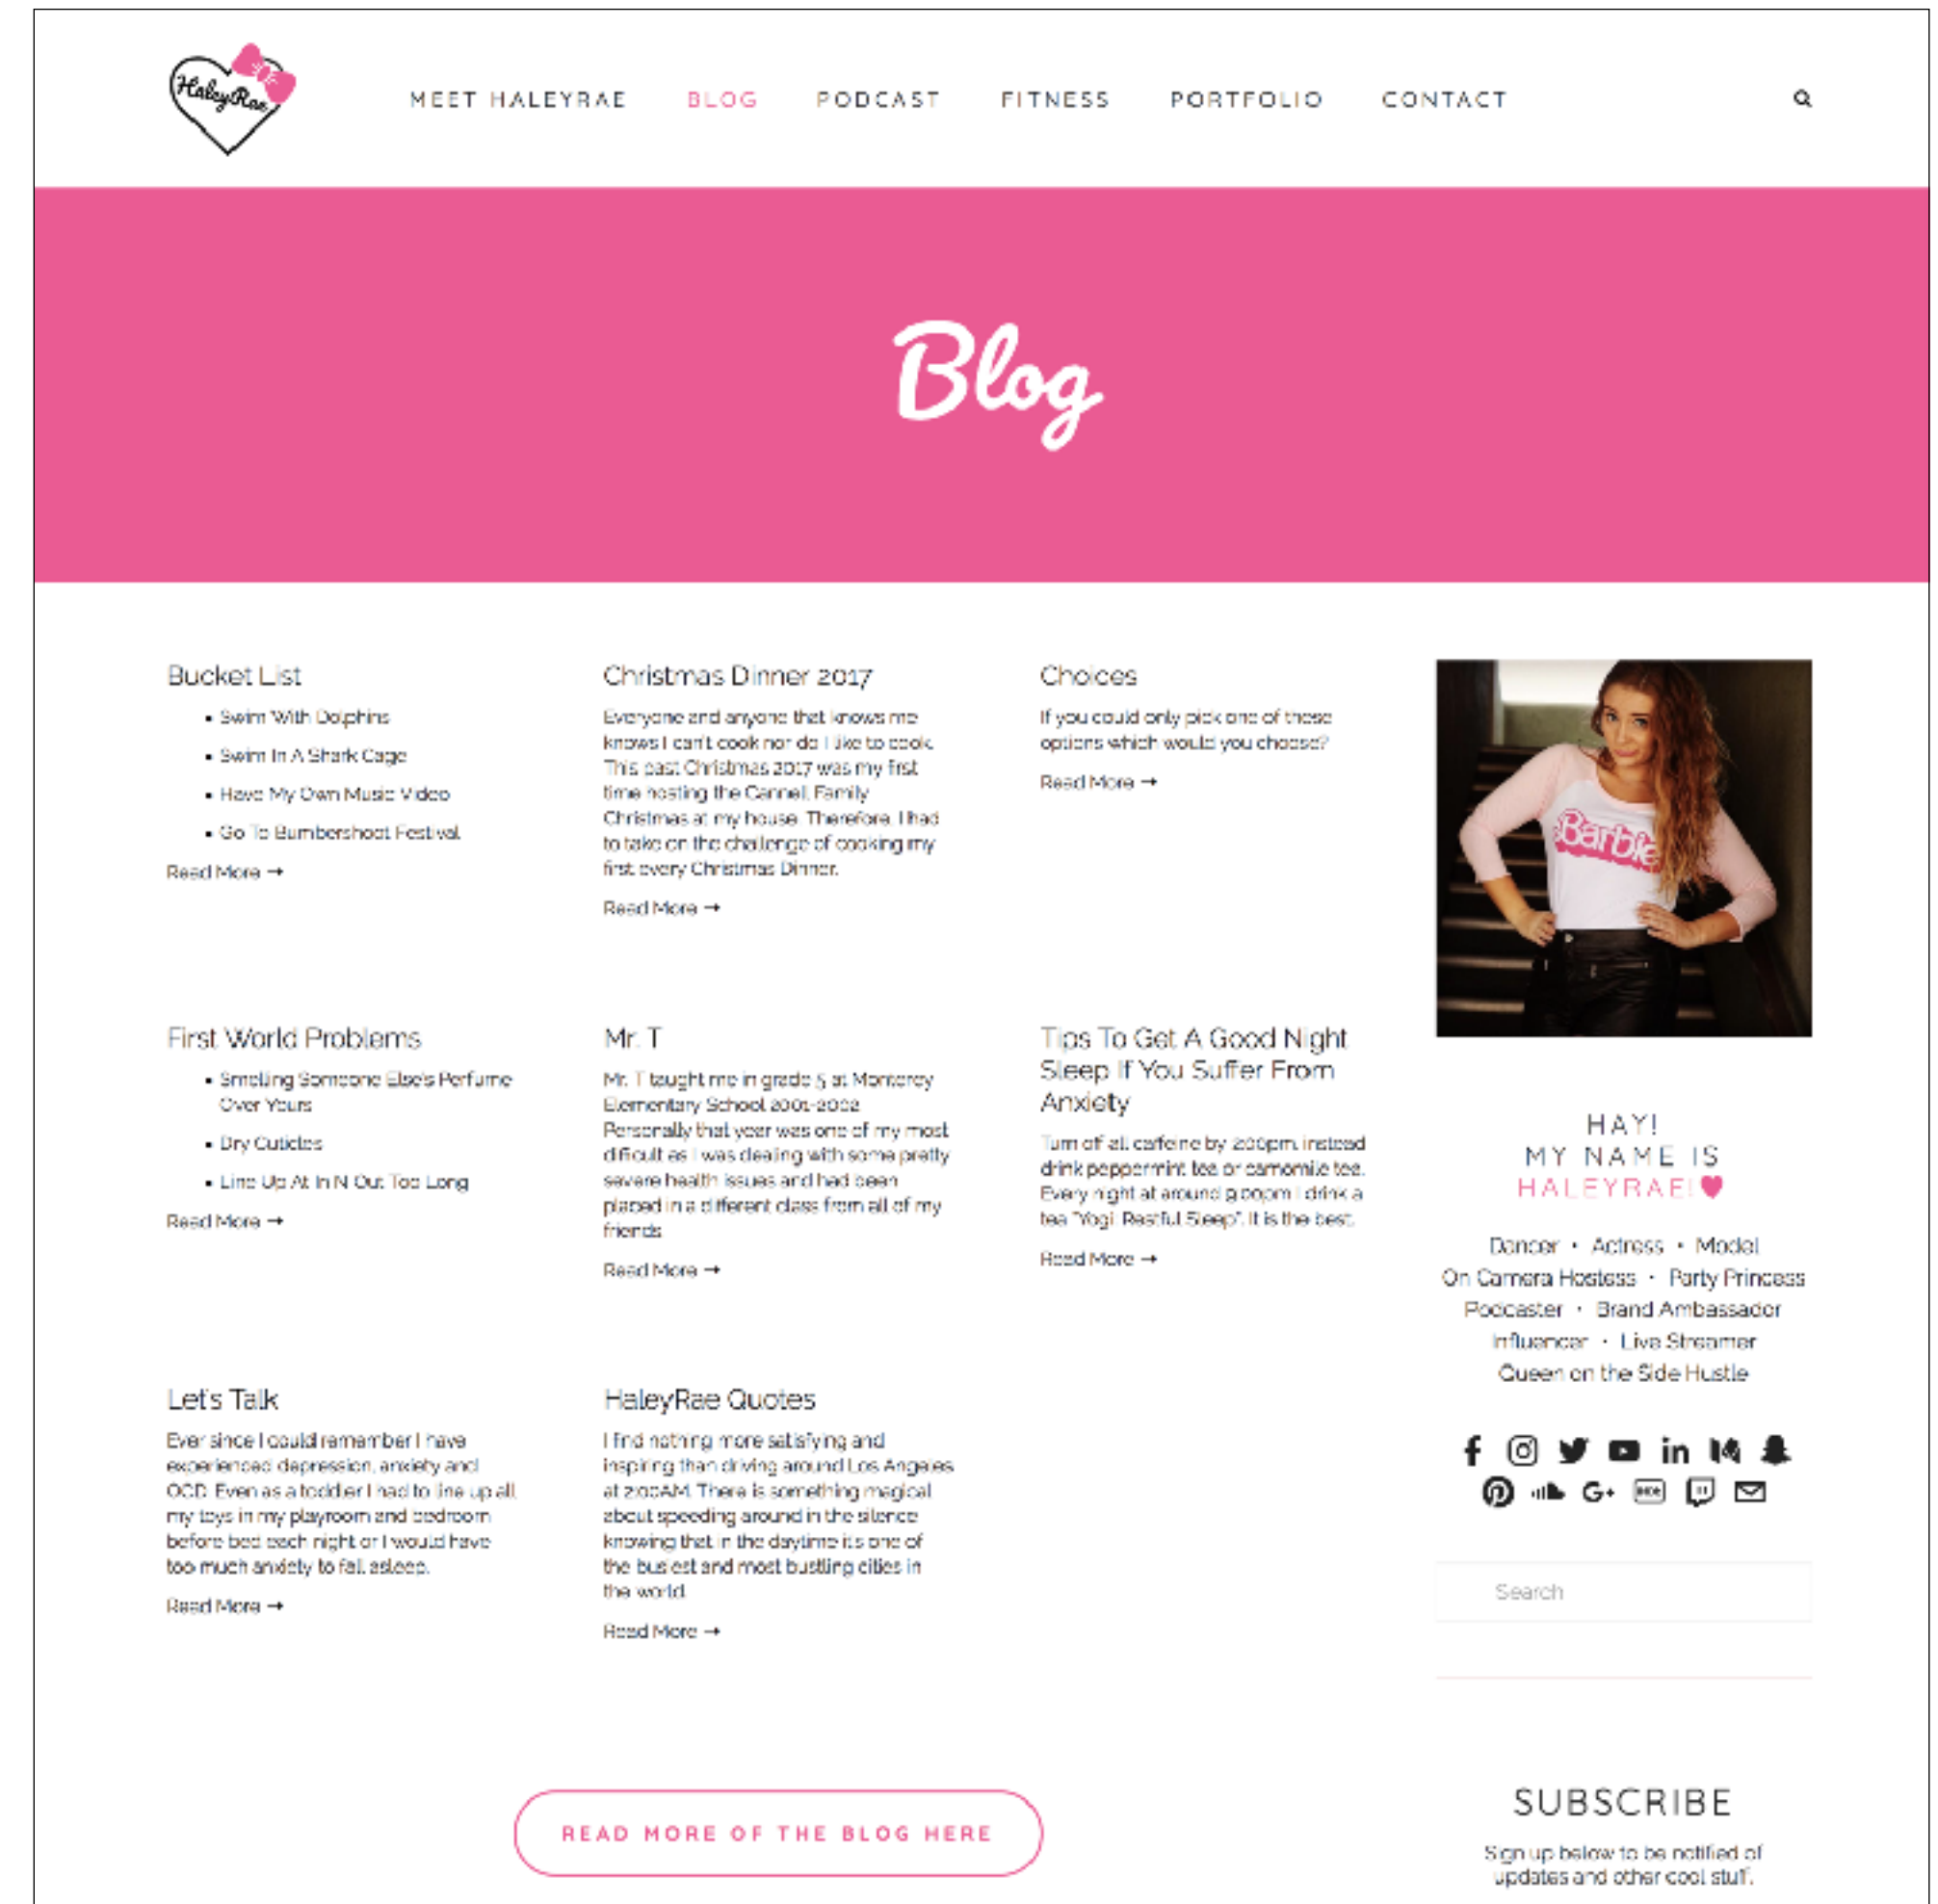 HaleyRae
MEET HALEYRAE BLOG PODCAST FITNESS PORTFOLIO CONTACT
Blog
Bucket List
Swim With Dolphins
Swim In A Shark Cage
Have My Own Music Video
Go To Bumbershoot Festival
Read More →
Christmas Dinner 2017
Everyone and anyone that knows me
knows I can't cook nor do I like to cook.
This past Christmas 2017 was my first
time hosting the Cannell Family
Christmas at my house. Therefore, I had
to take on the challenge of cooking my
first every Christmas Dinner.
Read More →
Choices
If you could only pick one of these
options which would you choose?
Read More →
First World Problems
Smelling Someone Else's Perfume
Over Yours
Dry Cuticles
Line Up At In N Out Too Long
Read More →
Mr. T
Mr. T taught me in grade 5 at Monterey
Elementary School 2001-2002.
Personally that year was one of my most
difficult as I was dealing with some pretty
severe health issues and had been
placed in a different class from all of my
friends.
Read More →
Tips To Get A Good Night
Sleep If You Suffer From
Anxiety
Turn off all caffeine by 2:00pm, instead
drink peppermint tea or camomile tea.
Every night at around 9:00pm I drink a
tea "Yogi: Restful Sleep". It is the best.
Read More →
Let's Talk
Ever since I could remember I have
experienced depression, anxiety and
OCD. Even as a toddler I had to line up all
my toys in my playroom and bedroom
before bed each night or I would have
too much anxiety to fall asleep.
Read More →
HaleyRae Quotes
I find nothing more satisfying and
inspiring than driving around Los Angeles
at 2:00AM. There is something magical
about speeding around in the silence
knowing that in the daytime it's one of
the busiest and most bustling cities in
the world.
Read More →
READ MORE OF THE BLOG HERE
Barbie
HAY!
MY NAME IS
HALEYRAE!♥
Dancer • Actress • Model
On Camera Hostess • Party Princess
Podcaster • Brand Ambassador
Influencer • Live Streamer
Queen on the Side Hustle
Search
SUBSCRIBE
Sign up below to be notified of
updates and other cool stuff.